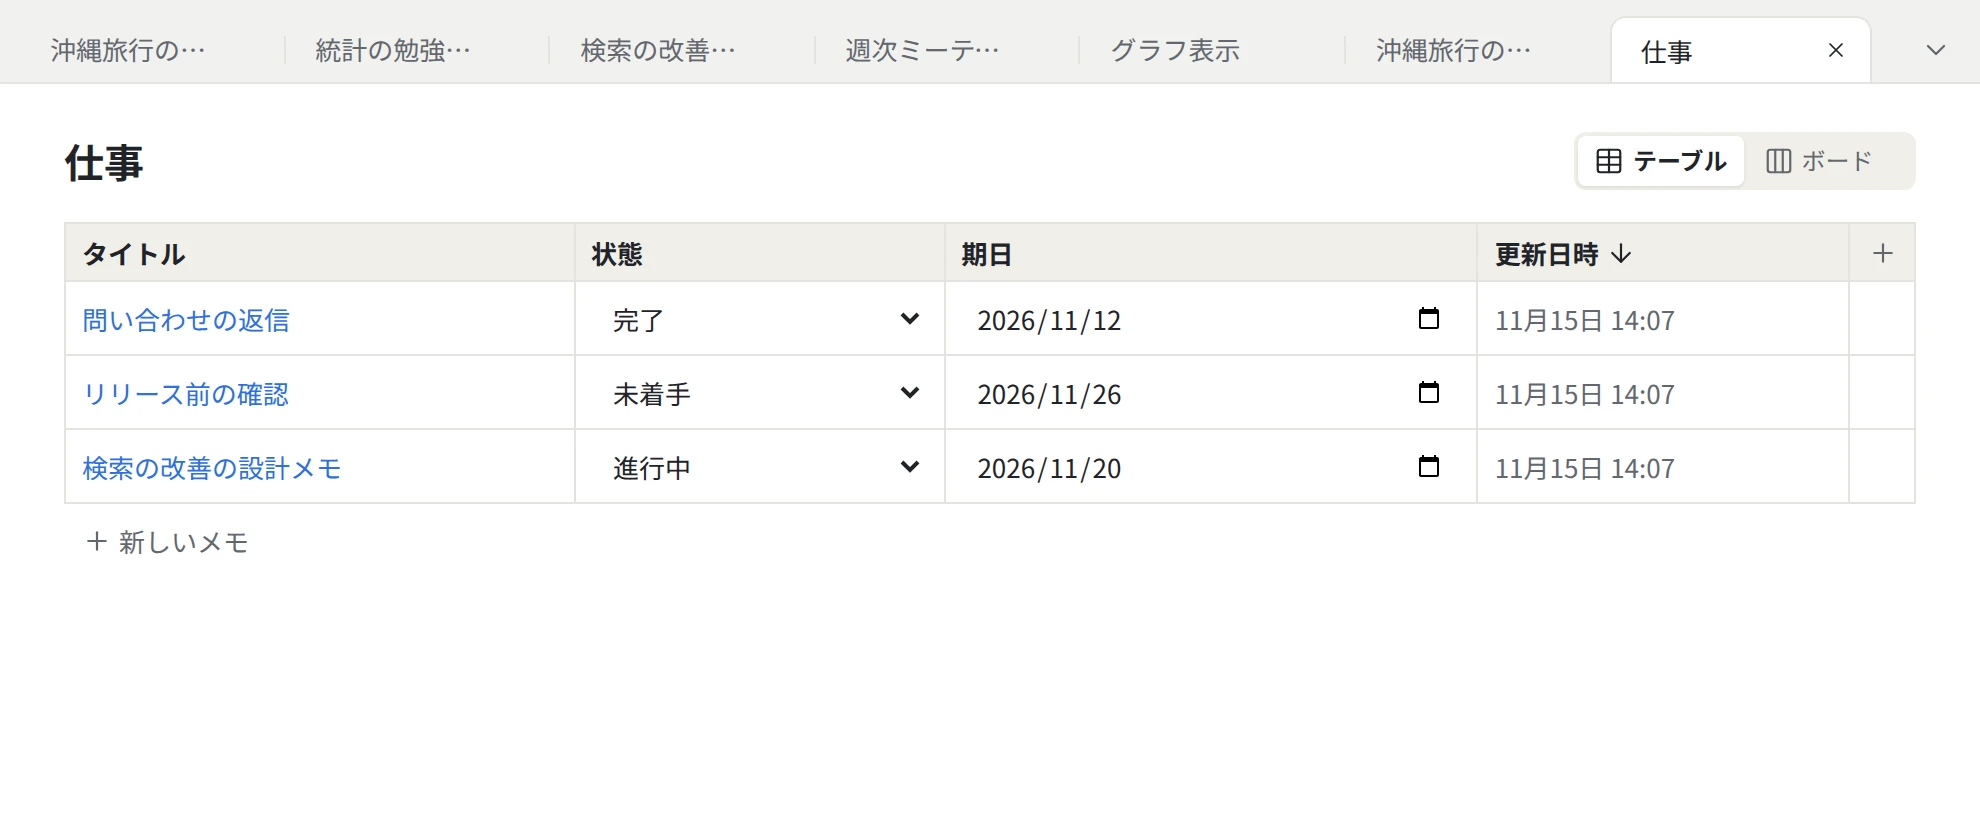 沖縄旅行の… 統計の勉強… 検索の改善… 週次ミーテ… グラフ表示 沖縄旅行の… 仕事
仕事 テーブル ボード
タイトル 状態 期日 更新日時
問い合わせの返信 完了 2026/11/12 11月15日 14:07
リリース前の確認 未着手 2026/11/26 11月15日 14:07
検索の改善の設計メモ 進行中 2026/11/20 11月15日 14:07
新しいメモ